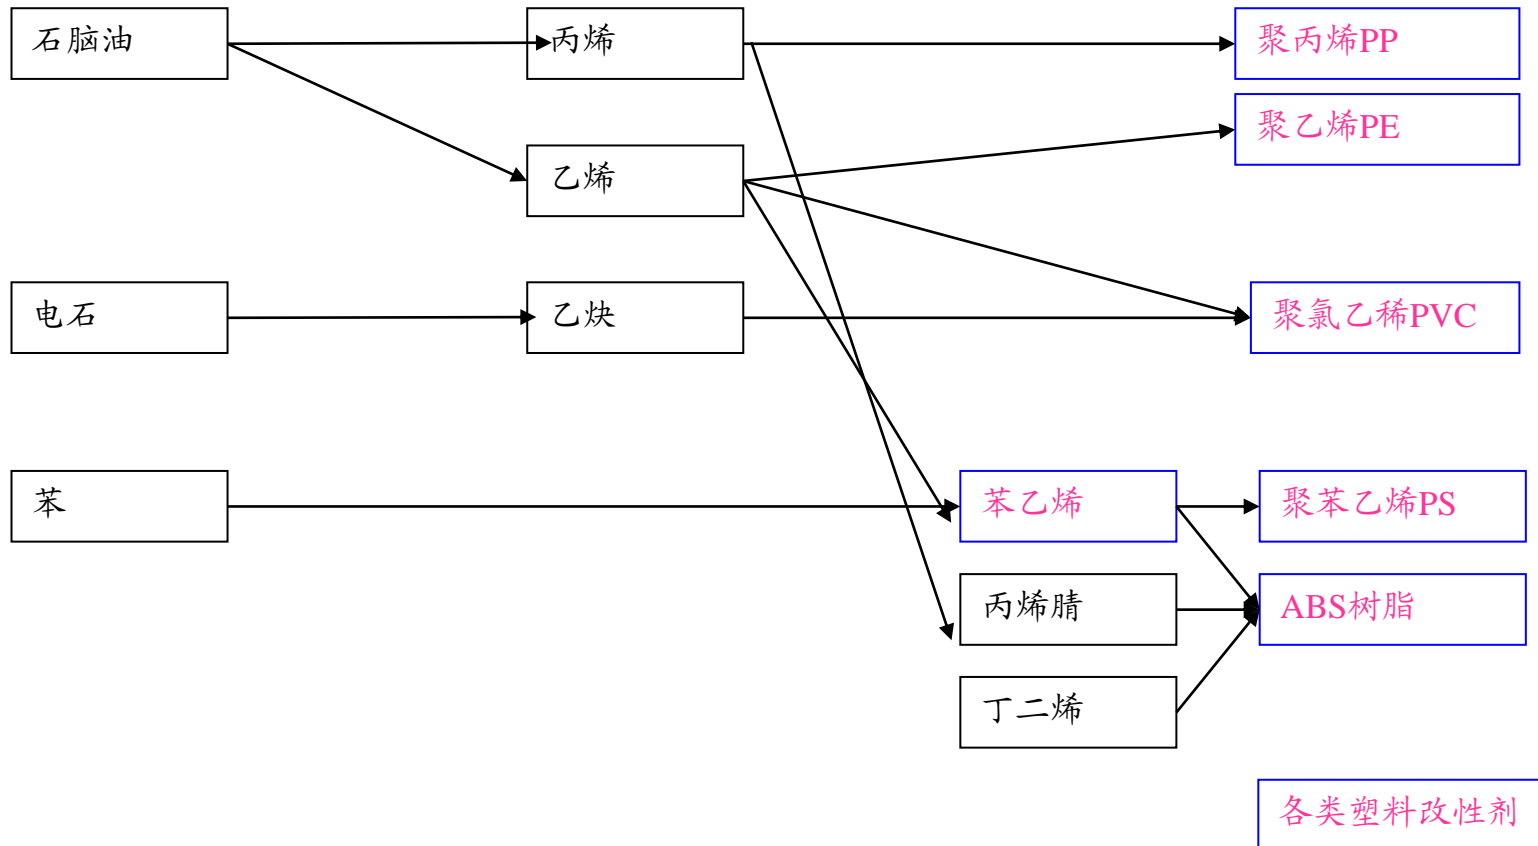 石脑油
丙烯
聚丙烯PP
聚乙烯PE
乙烯
电石
乙炔
聚氯乙稀PVC
苯
苯乙烯
聚苯乙烯PS
丙烯腈
ABS树脂
丁二烯
各类塑料改性剂